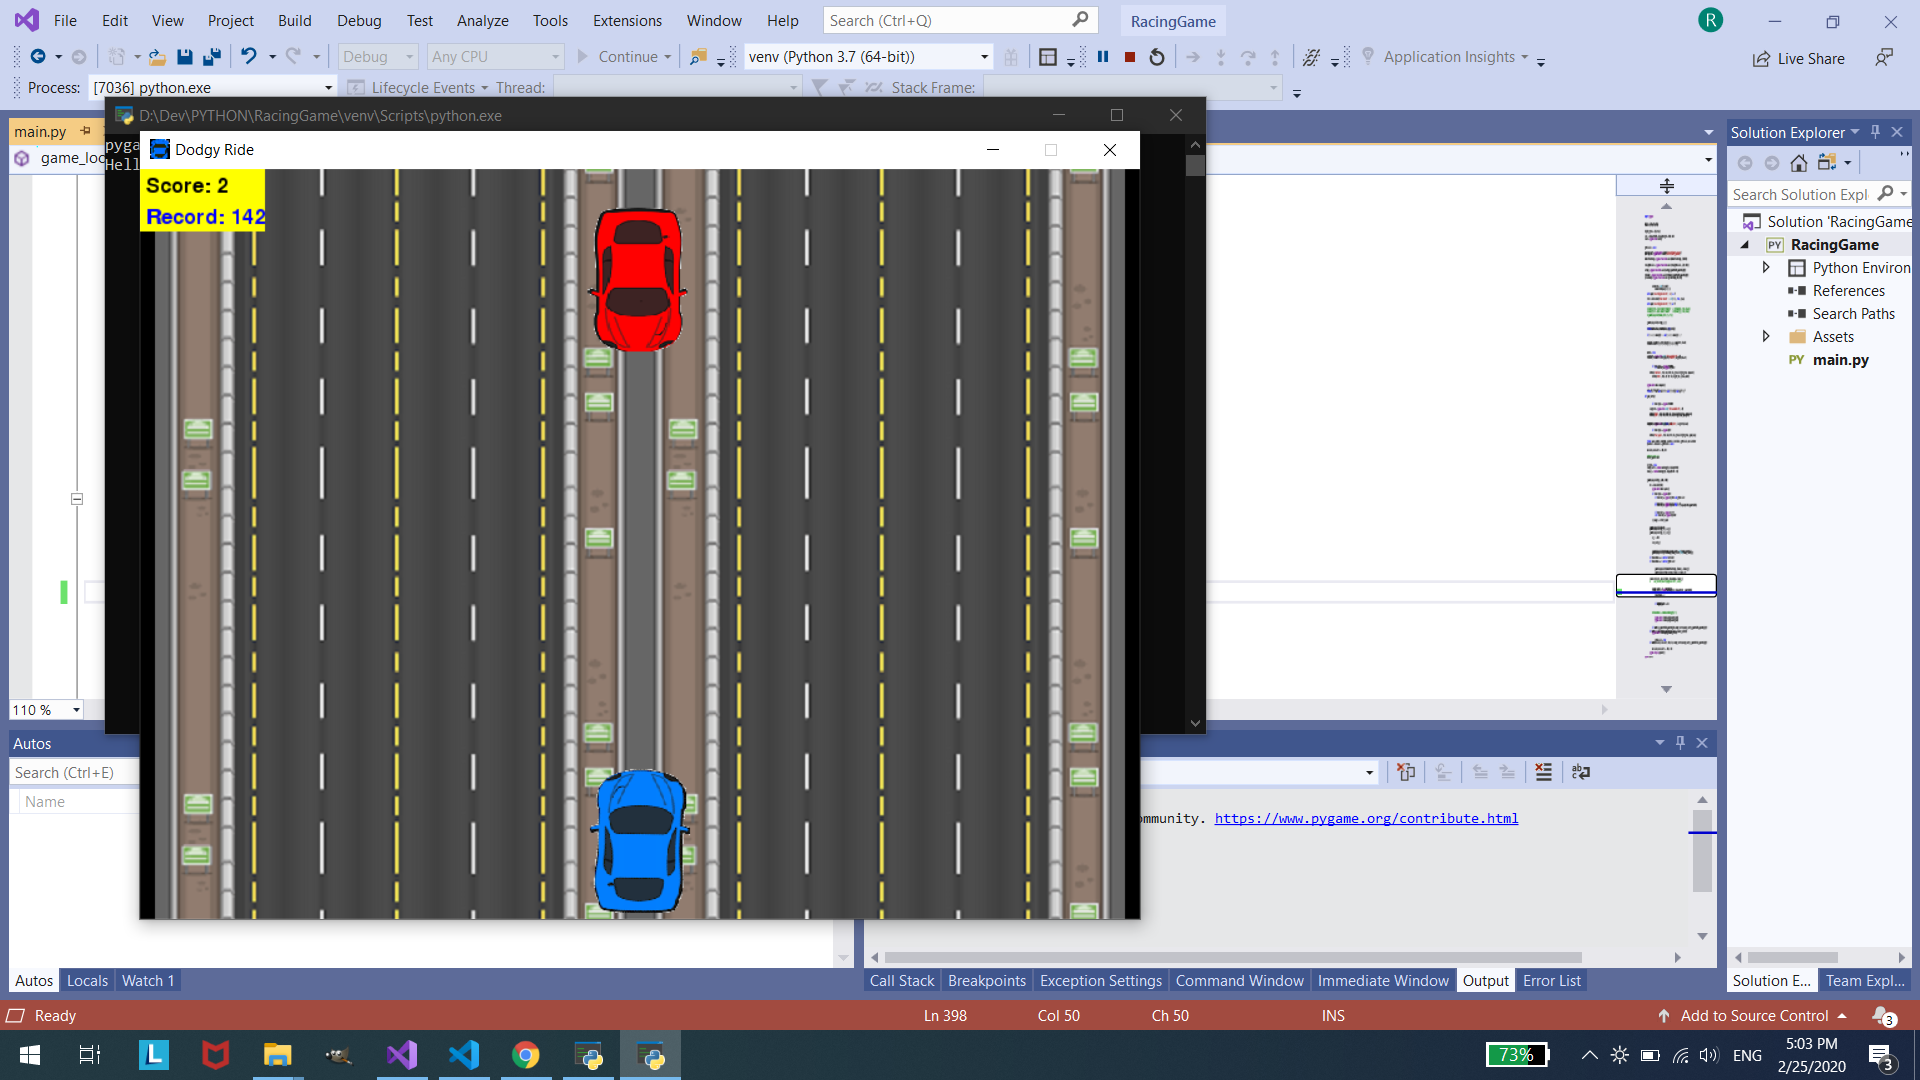 File Edit View Project Build Debug Test Analyze Tools Extensions Window Help Search (Ctrl+Q) RacingGame R
Debug Any CPU Continue venv (Python 3.7 (64-bit)) Application Insights Live Share
Process: [7036] python.exe Lifecycle Events Thread: Stack Frame:
D:\Dev\PYTHON\RacingGame\venv\Scripts\python.exe
main.py
game_loo
pyga
Hell
Dodgy Ride
Score: 2
Record: 142
110 %
Autos
Search (Ctrl+E)
Name
ommunity. https://www.pygame.org/contribute.html
Solution Explorer
Search Solution Expl
Solution 'RacingGame
PY RacingGame
Python Environ
References
Search Paths
Assets
PY main.py
Autos Locals Watch 1
Call Stack Breakpoints Exception Settings Command Window Immediate Window Output Error List
Solution E... Team Expl...
Ready Ln 398 Col 50 Ch 50 INS Add to Source Control 3
L 73% ENG
5:03 PM
2/25/2020
3